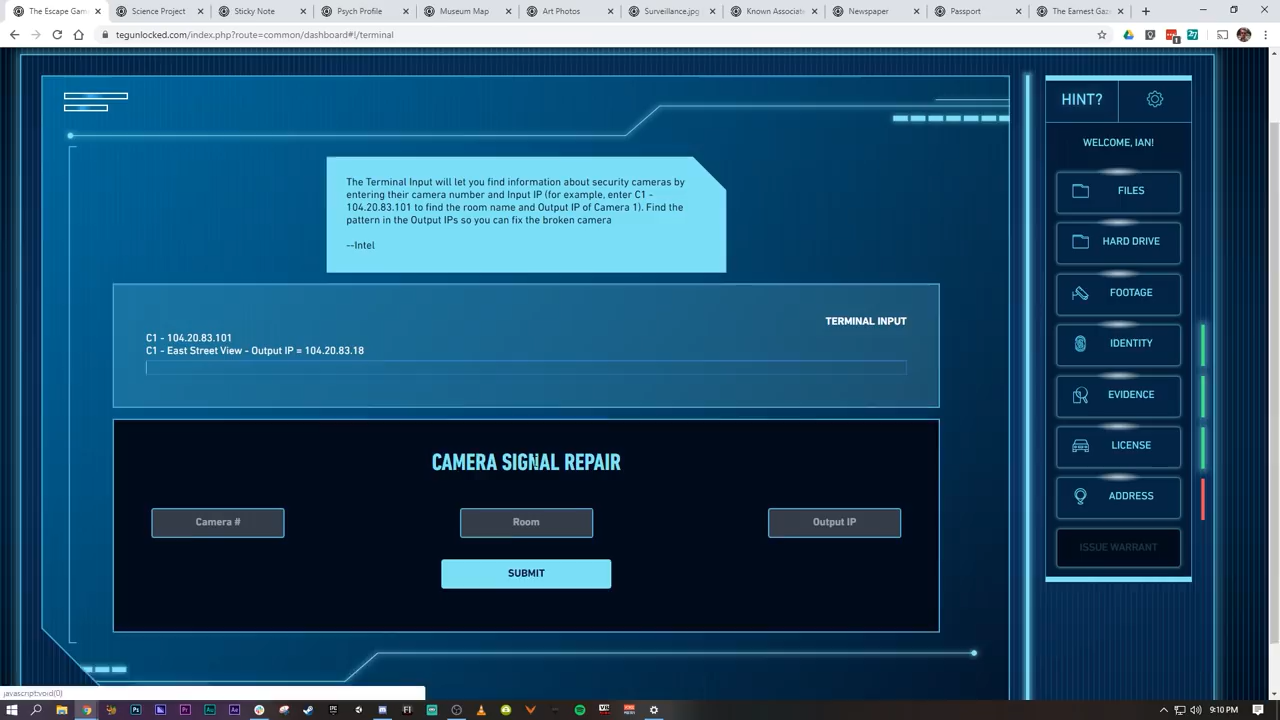 The Escape Gam
Science Project
Sticky Note
Psych Profile
Museum Map
Art Photos
Surveillance.jpg
Known Associate
Newspaper
Passport
The Earnest Gaz
tegunlocked.com/index.php?route=common/dashboard#!/terminal
HINT?
WELCOME, IAN!
The Terminal Input will let you find information about security cameras by
entering their camera number and Input IP (for example, enter C1 -
104.20.83.101 to find the room name and Output IP of Camera 1). Find the
pattern in the Output IPs so you can fix the broken camera
--Intel
FILES
HARD DRIVE
FOOTAGE
IDENTITY
EVIDENCE
LICENSE
ADDRESS
ISSUE WARRANT
TERMINAL INPUT
C1 - 104.20.83.101
C1 - East Street View - Output IP = 104.20.83.18
CAMERA SIGNAL REPAIR
Camera #
Room
Output IP
SUBMIT
javascript:void(0)
9:10 PM